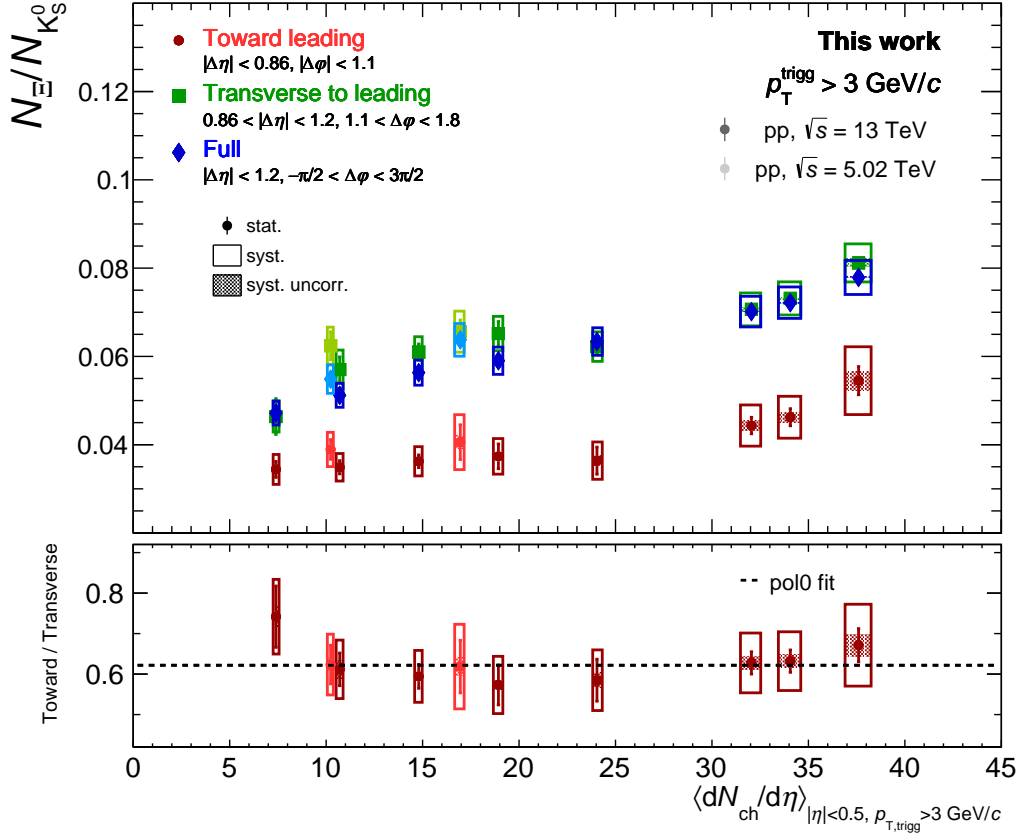 N_Ξ/N_{K^0_S}
Toward leading
|Δη| < 0.86, |Δφ| < 1.1
Transverse to leading
0.86 < |Δη| < 1.2, 1.1 < Δφ < 1.8
Full
|Δη| < 1.2, −π/2 < Δφ < 3π/2
stat.
syst.
syst. uncorr.
This work
p_T^trigg > 3 GeV/c
pp, √s = 13 TeV
pp, √s = 5.02 TeV
0.12
0.1
0.08
0.06
0.04
Toward / Transverse
0.8
0.6
pol0 fit
0 5 10 15 20 25 30 35 40 45
⟨dN_ch/dη⟩_{|η|<0.5, p_{T,trigg}>3 GeV/c}